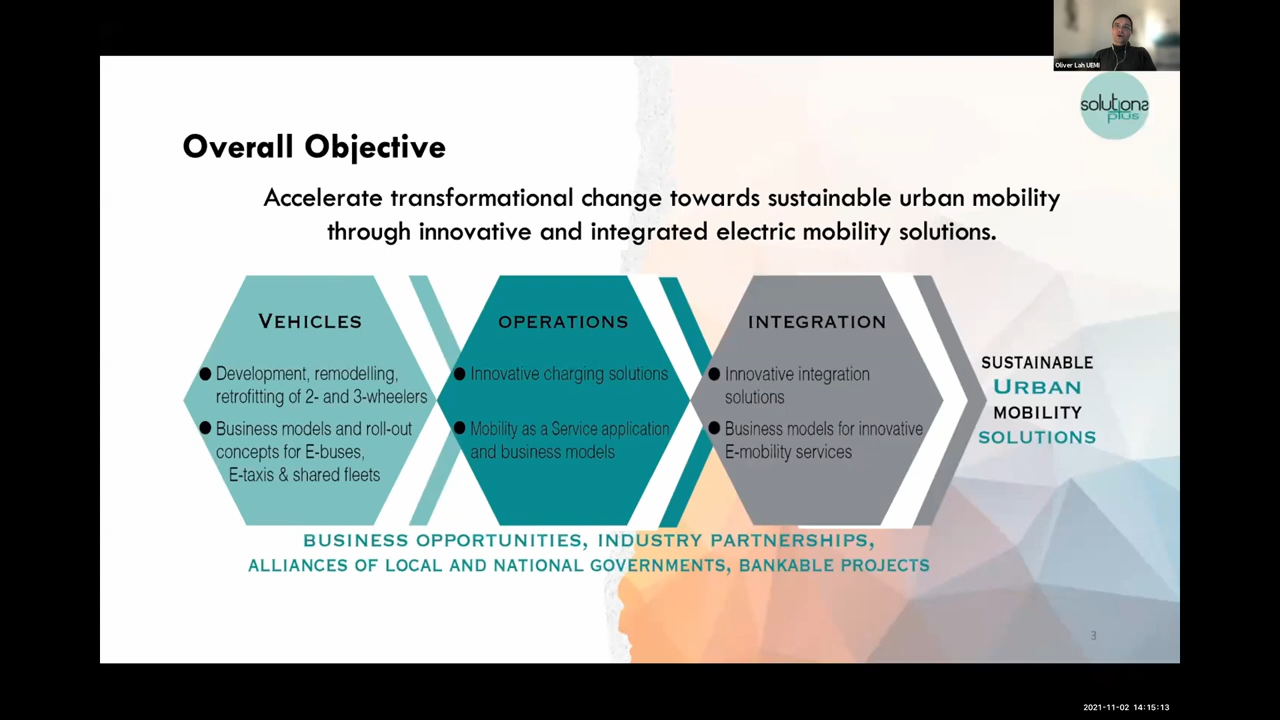 Oliver Lah UEMI
solutions
plus
Overall Objective
Accelerate transformational change towards sustainable urban mobility
through innovative and integrated electric mobility solutions.
VEHICLES
● Development, remodelling,
retrofitting of 2- and 3-wheelers
● Business models and roll-out
concepts for E-buses,
E-taxis & shared fleets
OPERATIONS
● Innovative charging solutions
● Mobility as a Service application
and business models
INTEGRATION
● Innovative integration
solutions
● Business models for innovative
E-mobility services
SUSTAINABLE
URBAN
MOBILITY
SOLUTIONS
BUSINESS OPPORTUNITIES, INDUSTRY PARTNERSHIPS,
ALLIANCES OF LOCAL AND NATIONAL GOVERNMENTS, BANKABLE PROJECTS
3
2021-11-02 14:15:13